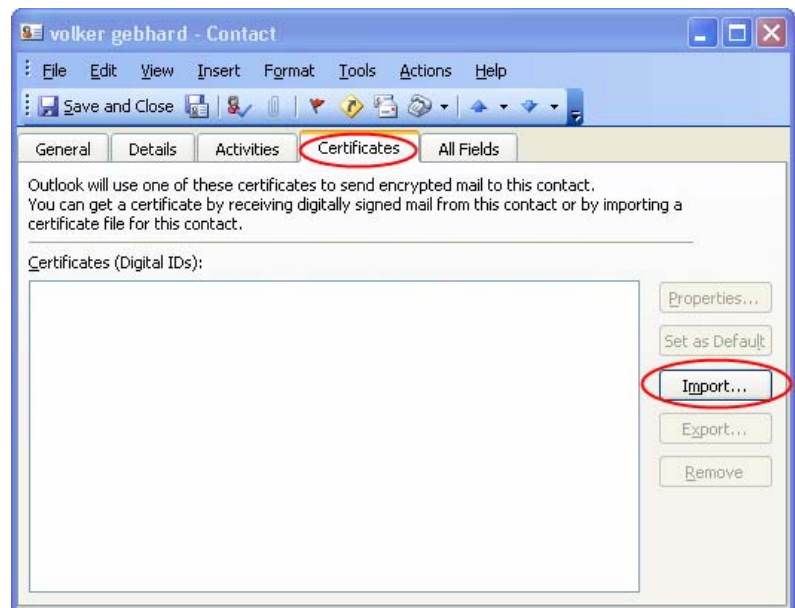 volker gebhard - Contact
File Edit View Insert Format Tools Actions Help
Save and Close
General Details Activities Certificates All Fields
Outlook will use one of these certificates to send encrypted mail to this contact.
You can get a certificate by receiving digitally signed mail from this contact or by importing a
certificate file for this contact.
Certificates (Digital IDs):
Properties...
Set as Default
Import...
Export...
Remove